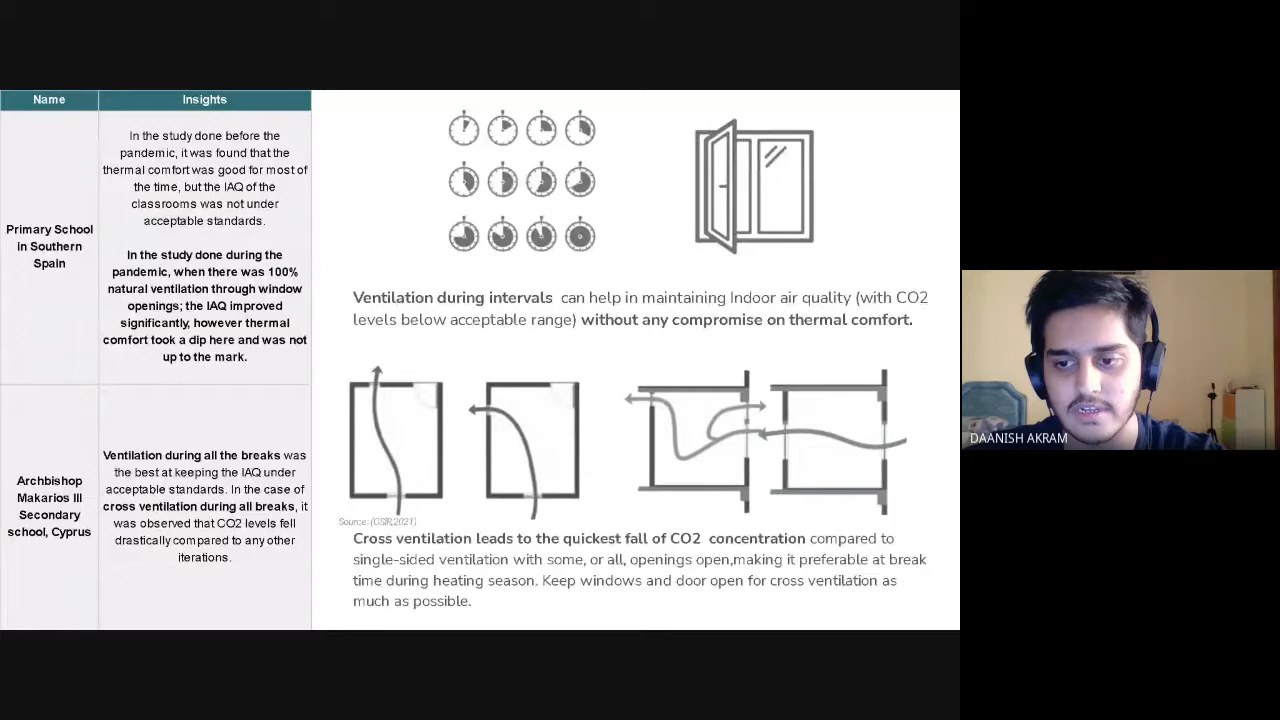 Name
Insights
Primary School
in Southern
Spain
In the study done before the
pandemic, it was found that the
thermal comfort was good for most of
the time, but the IAQ of the
classrooms was not under
acceptable standards.
In the study done during the
pandemic, when there was 100%
natural ventilation through window
openings; the IAQ improved
significantly, however thermal
comfort took a dip here and was not
up to the mark.
Archbishop
Makarios III
Secondary
school, Cyprus
Ventilation during all the breaks was
the best at keeping the IAQ under
acceptable standards. In the case of
cross ventilation during all breaks, it
was observed that CO2 levels fell
drastically compared to any other
iterations.
Ventilation during intervals can help in maintaining Indoor air quality (with CO2
levels below acceptable range) without any compromise on thermal comfort.
Source: (OSIR,2021)
Cross ventilation leads to the quickest fall of CO2 concentration compared to
single-sided ventilation with some, or all, openings open,making it preferable at break
time during heating season. Keep windows and door open for cross ventilation as
much as possible.
DAANISH AKRAM